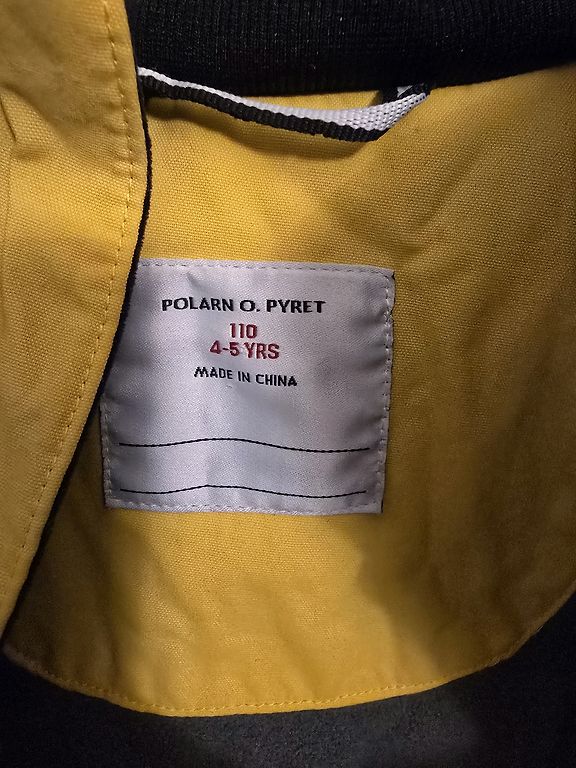 POLARN O. PYRET
110
4-5 YRS
MADE IN CHINA